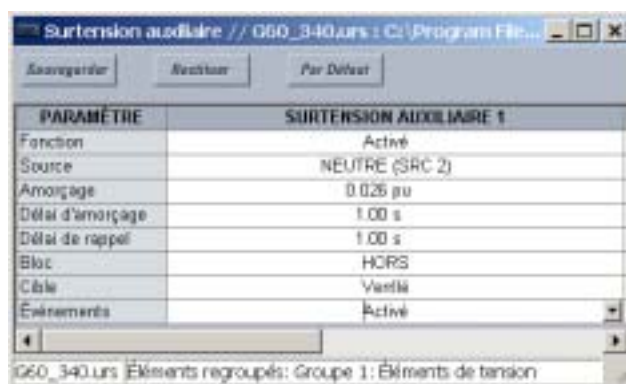 Surtension auxiliaire // G60_340.urs : C:\Program File...
Sauvegarder Restituer Par Défaut
PARAMÈTRE SURTENSION AUXILIAIRE 1
Fonction Activé
Source NEUTRE (SRC 2)
Amorçage 0.026 pu
Délai d'amorçage 1.00 s
Délai de rappel 1.00 s
Bloc HORS
Cible Verrllé
Événements Activé
G60_340.urs Éléments regroupés: Groupe 1: Éléments de tension